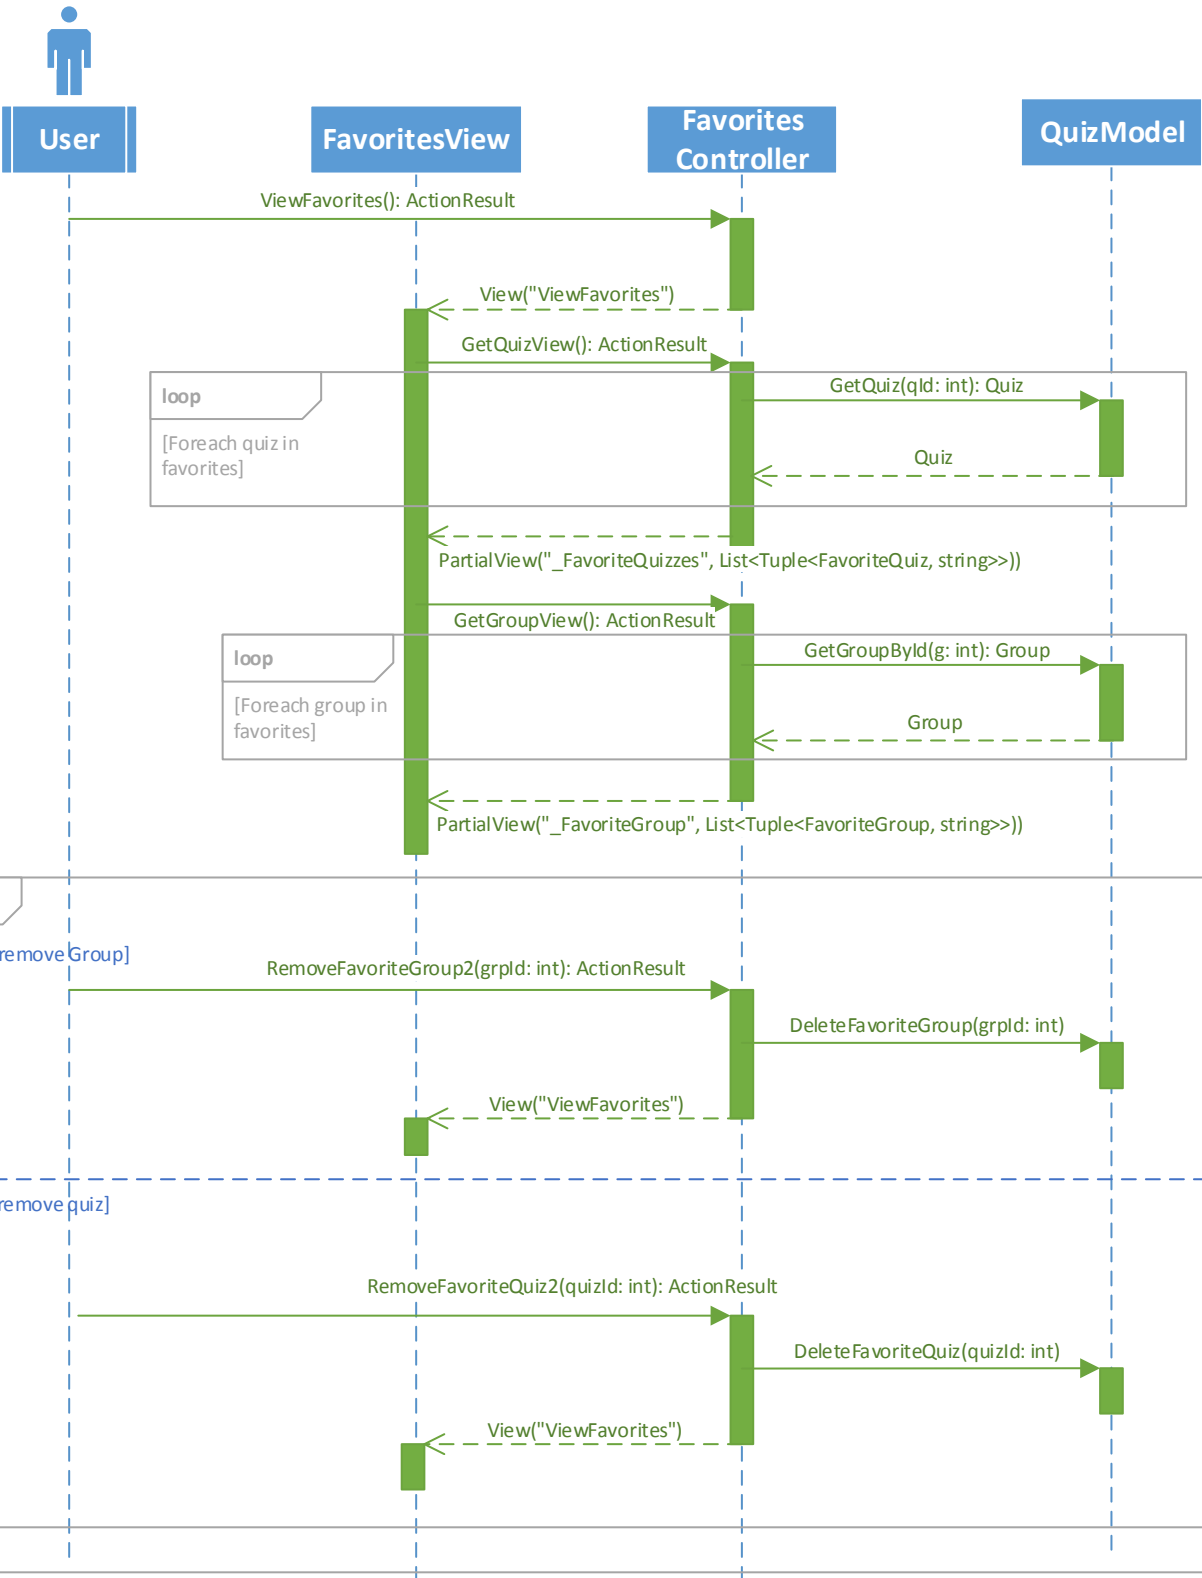 User
FavoritesView
Favorites
Controller
QuizModel
ViewFavorites(): ActionResult
View("ViewFavorites")
GetQuizView(): ActionResult
loop
[Foreach quiz in
favorites]
GetQuiz(qId: int): Quiz
Quiz
PartialView("_FavoriteQuizzes", List<Tuple<FavoriteQuiz, string>>))
GetGroupView(): ActionResult
loop
[Foreach group in
favorites]
GetGroupById(g: int): Group
Group
PartialView("_FavoriteGroup", List<Tuple<FavoriteGroup, string>>))
remove Group]
RemoveFavoriteGroup2(grpId: int): ActionResult
DeleteFavoriteGroup(grpId: int)
View("ViewFavorites")
remove quiz]
RemoveFavoriteQuiz2(quizId: int): ActionResult
DeleteFavoriteQuiz(quizId: int)
View("ViewFavorites")